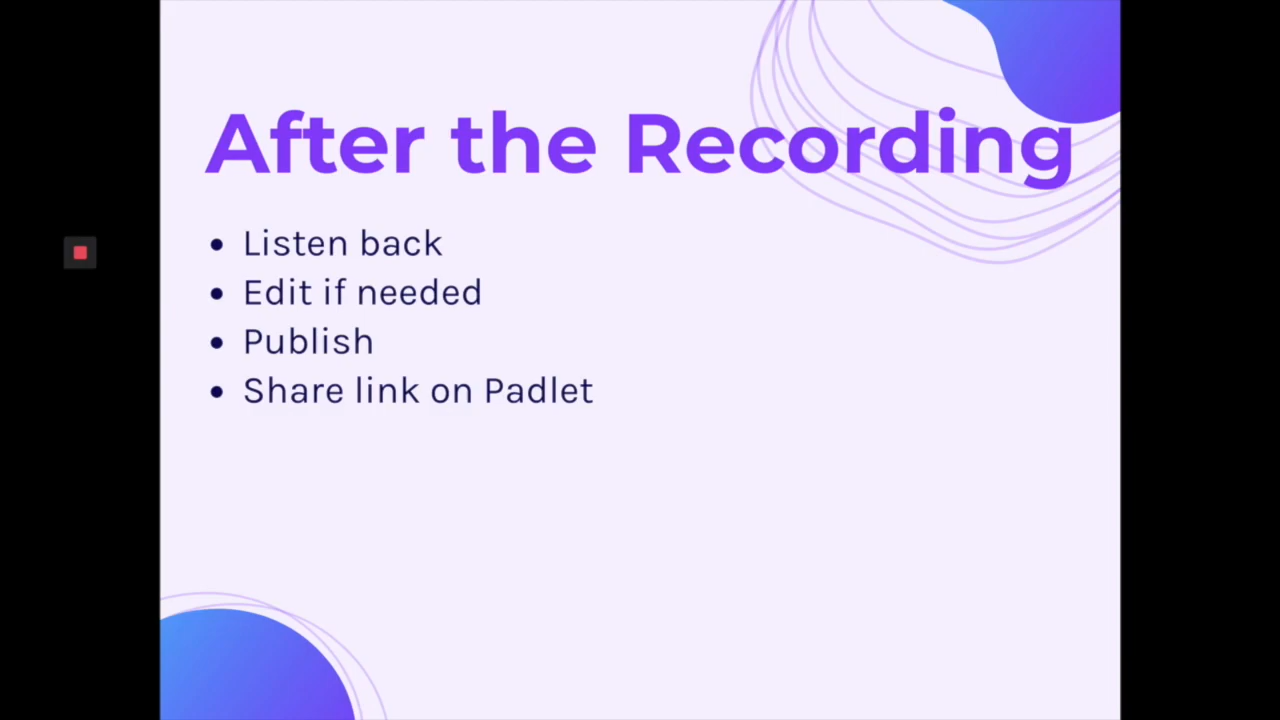 After the Recording
• Listen back
• Edit if needed
• Publish
• Share link on Padlet